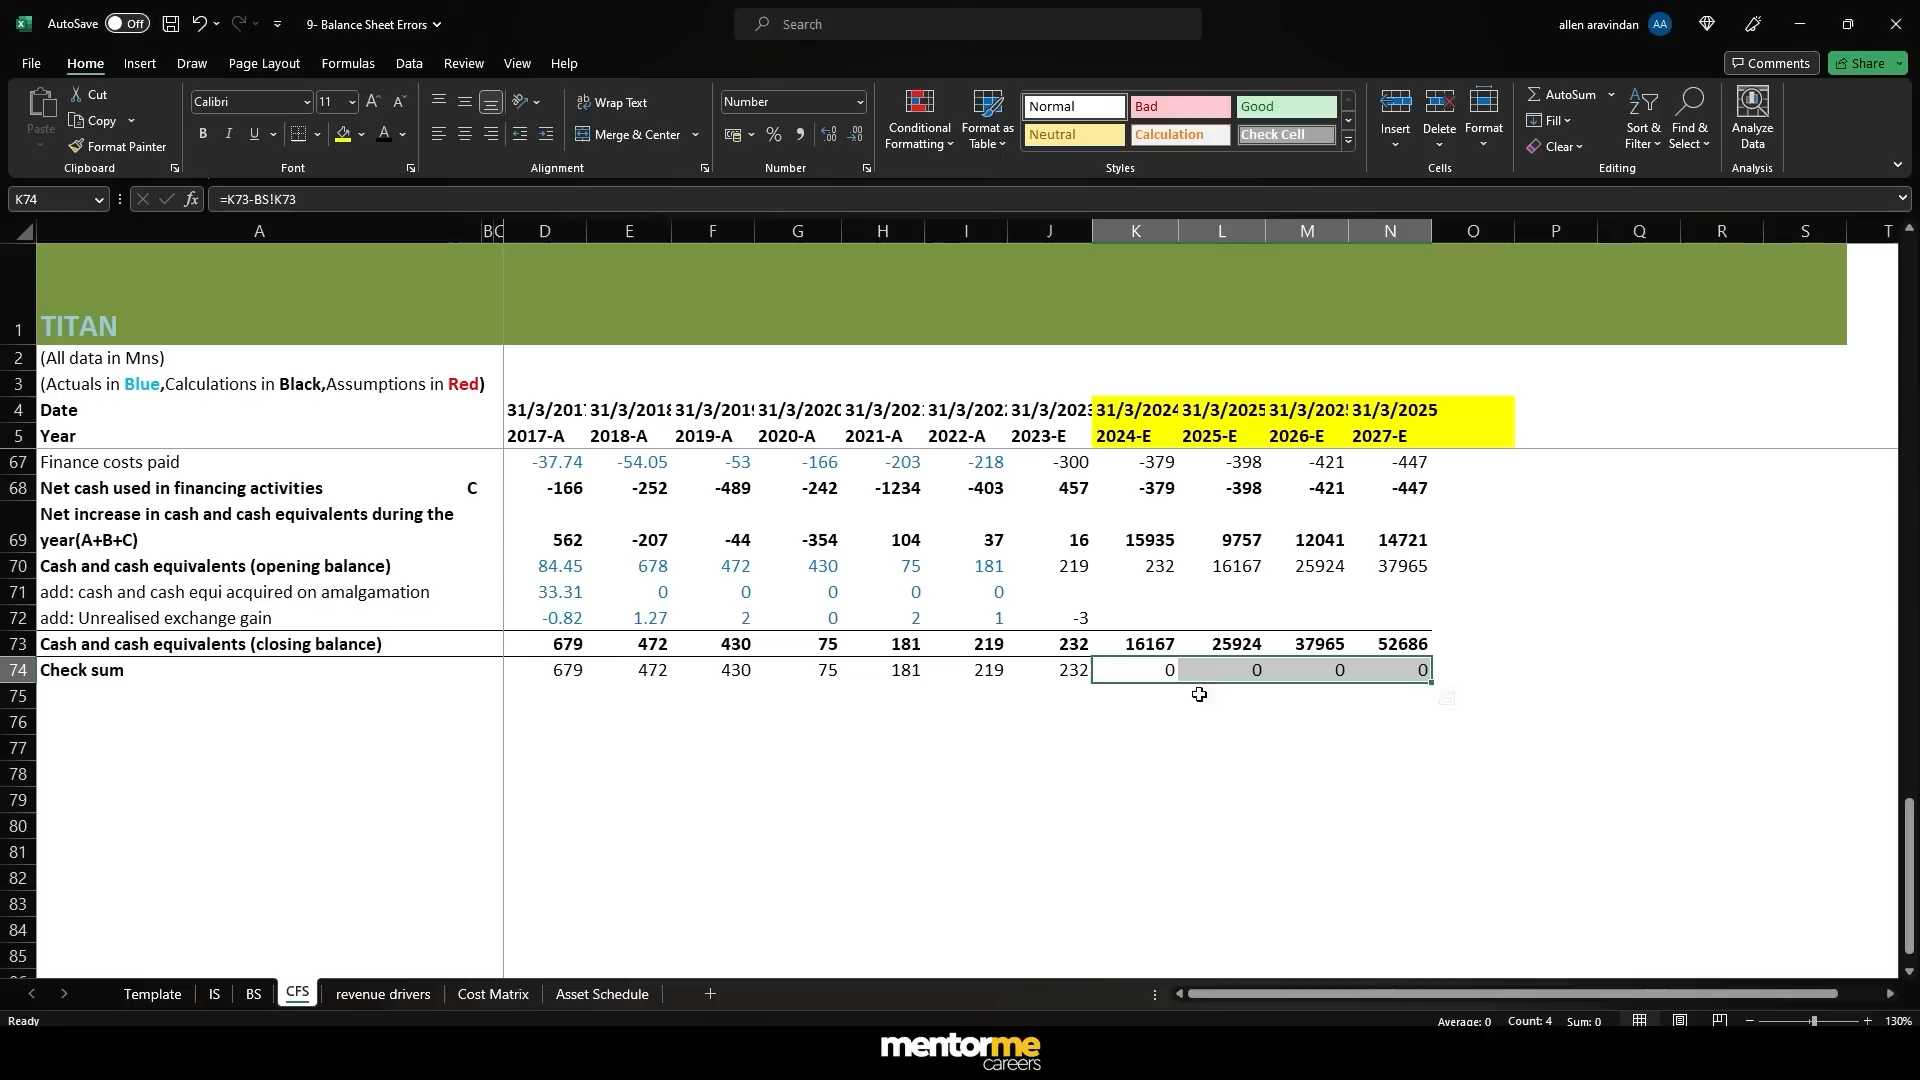 AutoSave Off 9- Balance Sheet Errors Search allen aravindan AA
File Home Insert Draw Page Layout Formulas Data Review View Help Comments Share
Paste Cut Copy Format Painter Clipboard
Calibri 11 B I U A Font
Wrap Text Merge & Center Alignment
Number % Number
Conditional Formatting Format as Table
Normal Bad Good
Neutral Calculation Check Cell
Styles
Insert Delete Format Cells
AutoSum Fill Clear Sort & Filter Find & Select Editing
Analyze Data Analysis
K74 fx =K73-BS!K73
A B C D E F G H I J K L M N O P Q R S T
1 TITAN
2 (All data in Mns)
3 (Actuals in Blue,Calculations in Black,Assumptions in Red)
4 Date 31/3/2017 31/3/2018 31/3/2019 31/3/2020 31/3/202 31/3/202 31/3/2023 31/3/2024 31/3/2025 31/3/202 31/3/2025
5 Year 2017-A 2018-A 2019-A 2020-A 2021-A 2022-A 2023-E 2024-E 2025-E 2026-E 2027-E
67 Finance costs paid -37.74 -54.05 -53 -166 -203 -218 -300 -379 -398 -421 -447
68 Net cash used in financing activities C -166 -252 -489 -242 -1234 -403 457 -379 -398 -421 -447
Net increase in cash and cash equivalents during the
69 year(A+B+C) 562 -207 -44 -354 104 37 16 15935 9757 12041 14721
70 Cash and cash equivalents (opening balance) 84.45 678 472 430 75 181 219 232 16167 25924 37965
71 add: cash and cash equi acquired on amalgamation 33.31 0 0 0 0 0
72 add: Unrealised exchange gain -0.82 1.27 2 0 2 1 -3
73 Cash and cash equivalents (closing balance) 679 472 430 75 181 219 232 16167 25924 37965 52686
74 Check sum 679 472 430 75 181 219 232 0 0 0 0
75
76
77
78
79
80
81
82
83
84
85
Template IS BS CFS revenue drivers Cost Matrix Asset Schedule
Ready Average: 0 Count: 4 Sum: 0 130%
mentorme
careers